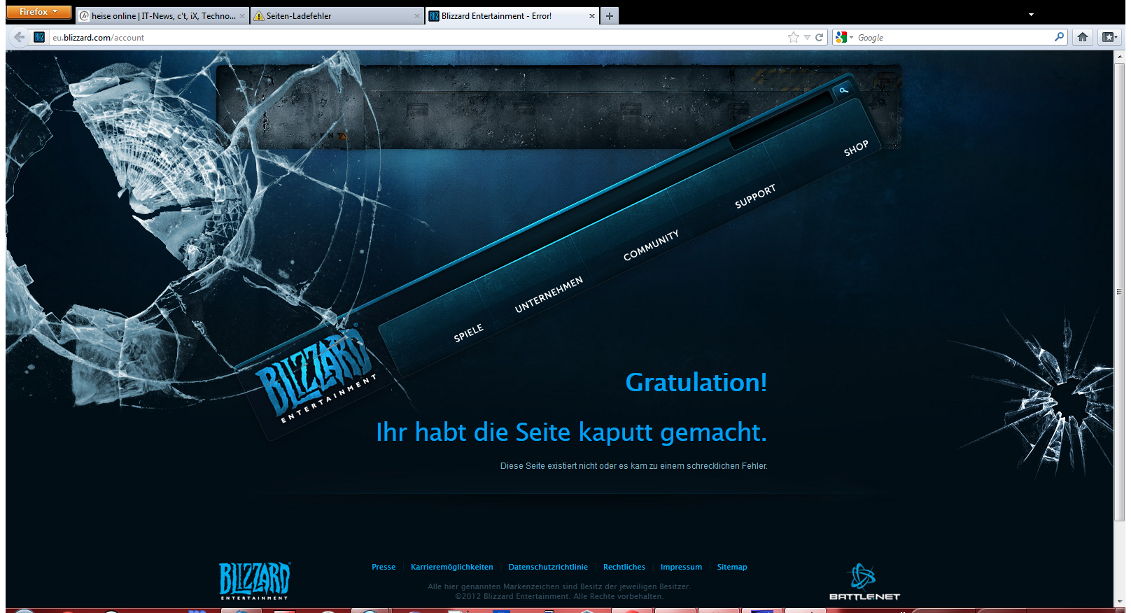 Firefox
heise online | IT-News, c't, iX, Techno...
Seiten-Ladefehler
Blizzard Entertainment - Error!
eu.blizzard.com/account
Google
SHOP
SUPPORT
COMMUNITY
UNTERNEHMEN
SPIELE
BLIZZARD
ENTERTAINMENT
Gratulation!
Ihr habt die Seite kaputt gemacht.
Diese Seite existiert nicht oder es kam zu einem schrecklichen Fehler.
BLIZZARD
ENTERTAINMENT
Presse Karrieremöglichkeiten Datenschutzrichtlinie Rechtliches Impressum Sitemap
Alle hier genannten Markenzeichen sind Besitz der jeweiligen Besitzer.
©2012 Blizzard Entertainment. Alle Rechte vorbehalten.
BATTLE.NET